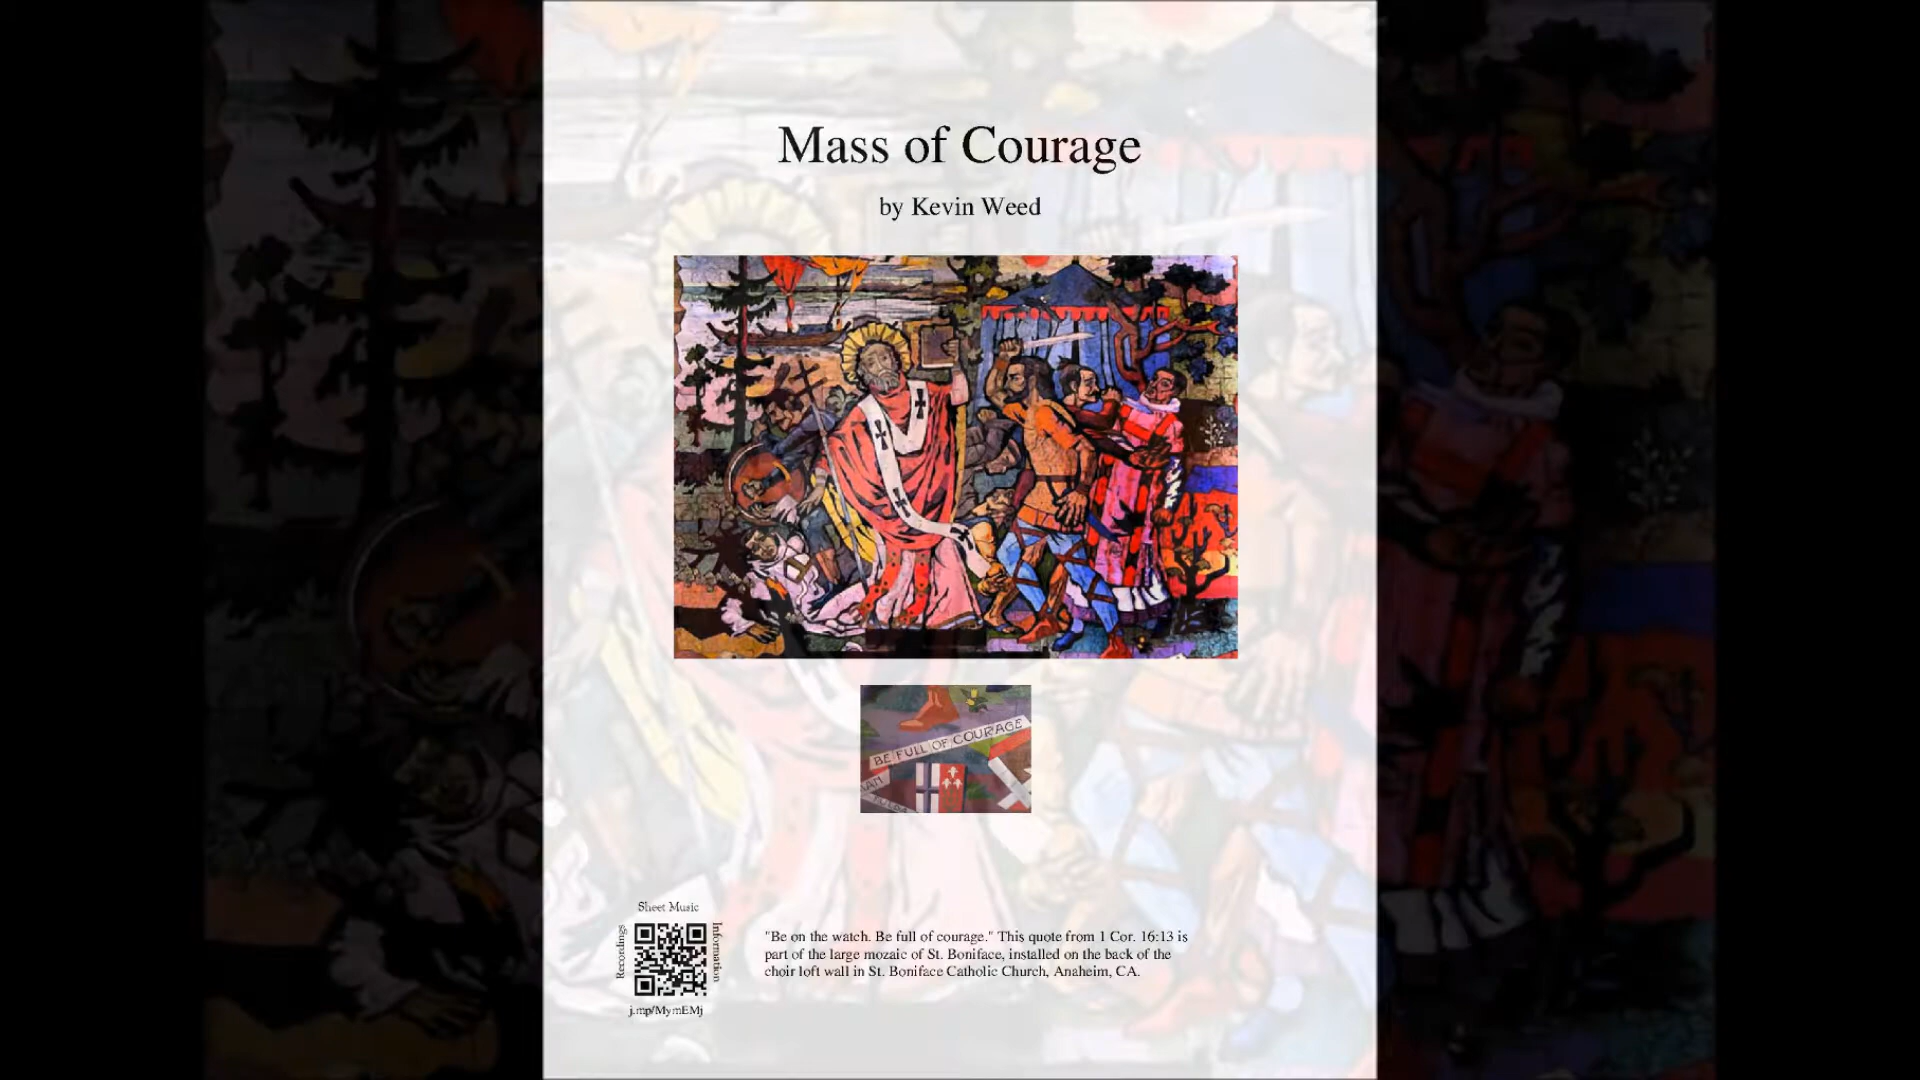 Mass of Courage
by Kevin Weed
BE FULL OF COURAGE
Sheet Music
Recordings
Information
j.mp/MymEMj
"Be on the watch. Be full of courage." This quote from 1 Cor. 16:13 is
part of the large mozaic of St. Boniface, installed on the back of the
choir loft wall in St. Boniface Catholic Church, Anaheim, CA.